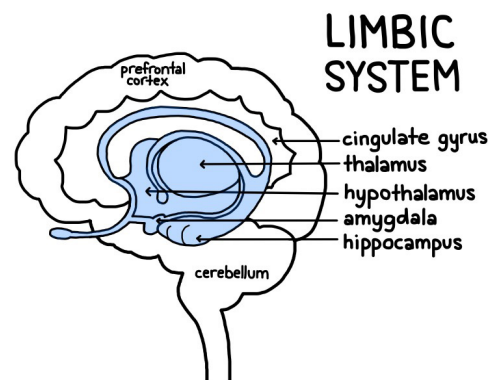 LIMBIC
SYSTEM
prefrontal
cortex
cingulate gyrus
thalamus
hypothalamus
amygdala
hippocampus
cerebellum